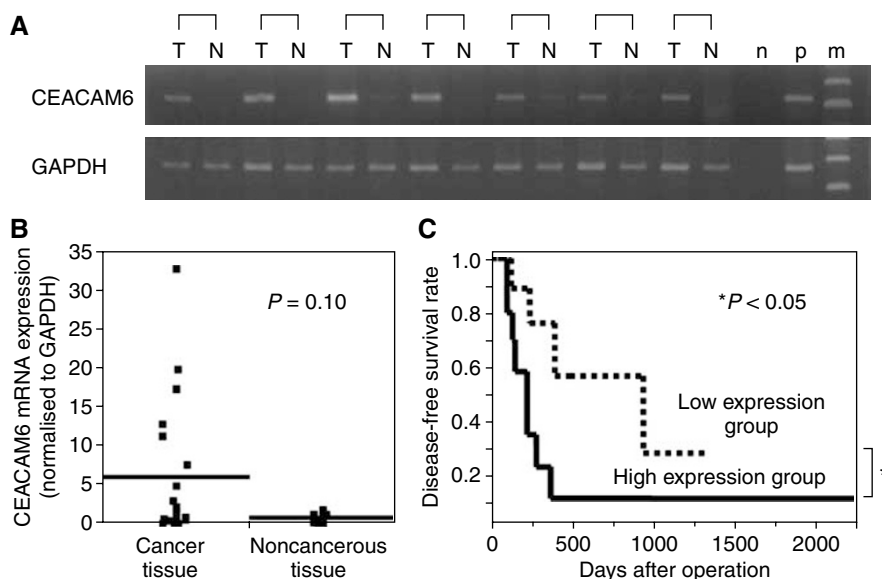 A
T N T N T N T N T N T N T N n p m
CEACAM6
GAPDH
B
CEACAM6 mRNA expression
(normalised to GAPDH)
35
30
25
20
15
10
5
0
P = 0.10
Cancer
tissue
Noncancerous
tissue
C
Disease-free survival rate
1.0
0.8
0.6
0.4
0.2
*P < 0.05
Low expression
group
High expression group
*
0 500 1000 1500 2000
Days after operation